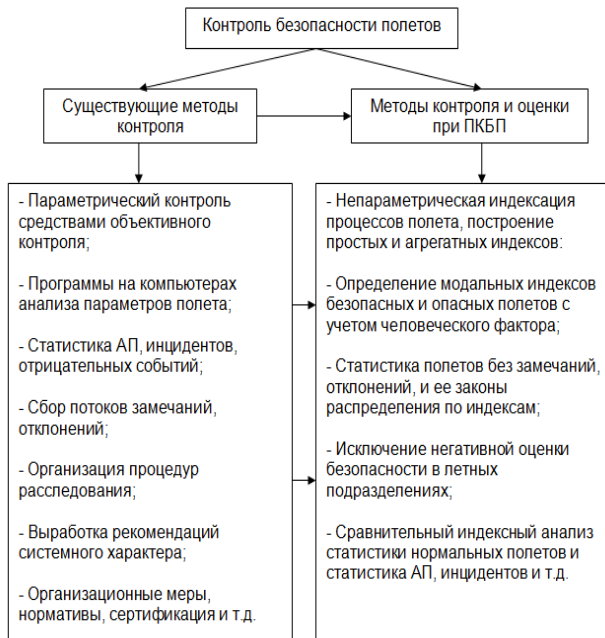 Контроль безопасности полетов
Существующие методы
контроля
Методы контроля и оценки
при ПКБП
- Параметрический контроль
средствами объективного
контроля;
- Программы на компьютерах
анализа параметров полета;
- Статистика АП, инцидентов,
отрицательных событий;
- Сбор потоков замечаний,
отклонений;
- Организация процедур
расследования;
- Выработка рекомендаций
системного характера;
- Организационные меры,
нормативы, сертификация и т.д.
- Непараметрическая индексация
процессов полета, построение
простых и агрегатных индексов:
- Определение модальных индексов
безопасных и опасных полетов с
учетом человеческого фактора;
- Статистика полетов без замечаний,
отклонений, и ее законы
распределения по индексам;
- Исключение негативной оценки
безопасности в летных
подразделениях;
- Сравнительный индексный анализ
статистики нормальных полетов и
статистика АП, инцидентов и т.д.